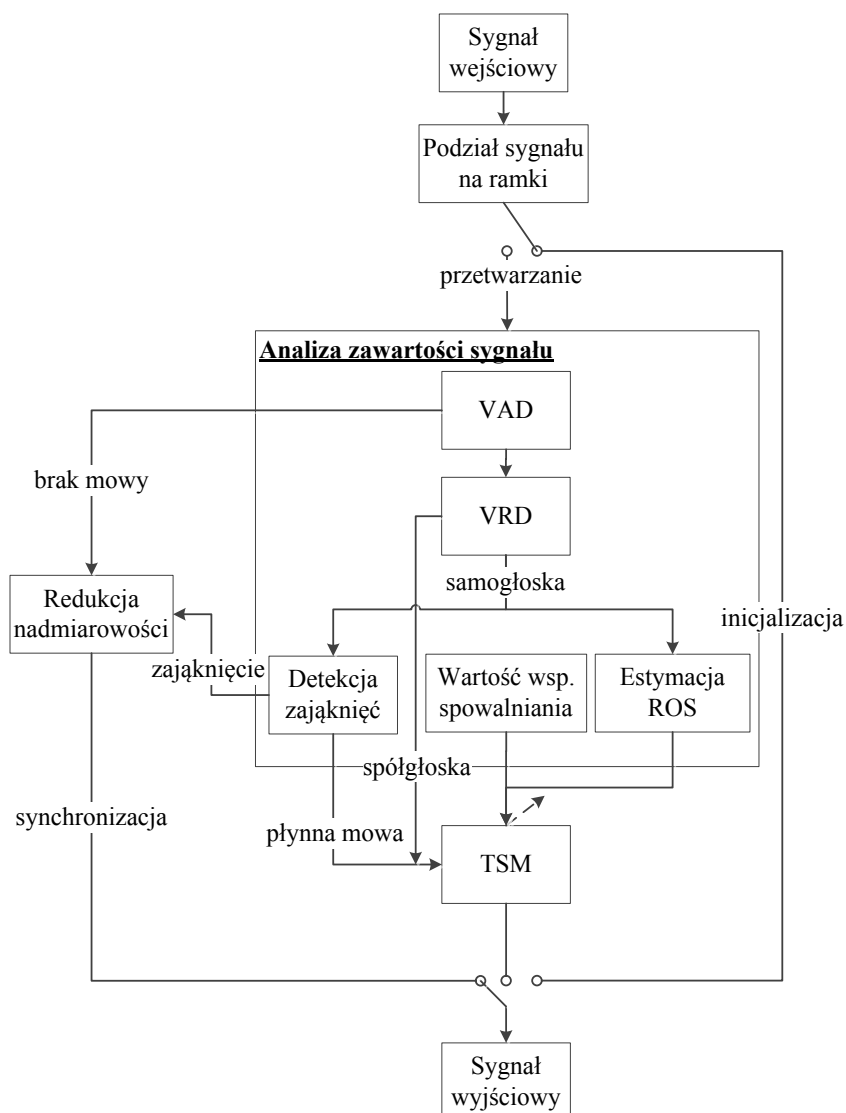 Sygnał
wejściowy
Podział sygnału
na ramki
przetwarzanie
Analiza zawartości sygnału
VAD
brak mowy
VRD
samogłoska
Redukcja
nadmiarowości
inicjalizacja
zająknięcie
Detekcja
zająknięć
Wartość wsp.
spowalniania
Estymacja
ROS
spółgłoska
synchronizacja
płynna mowa
TSM
Sygnał
wyjściowy